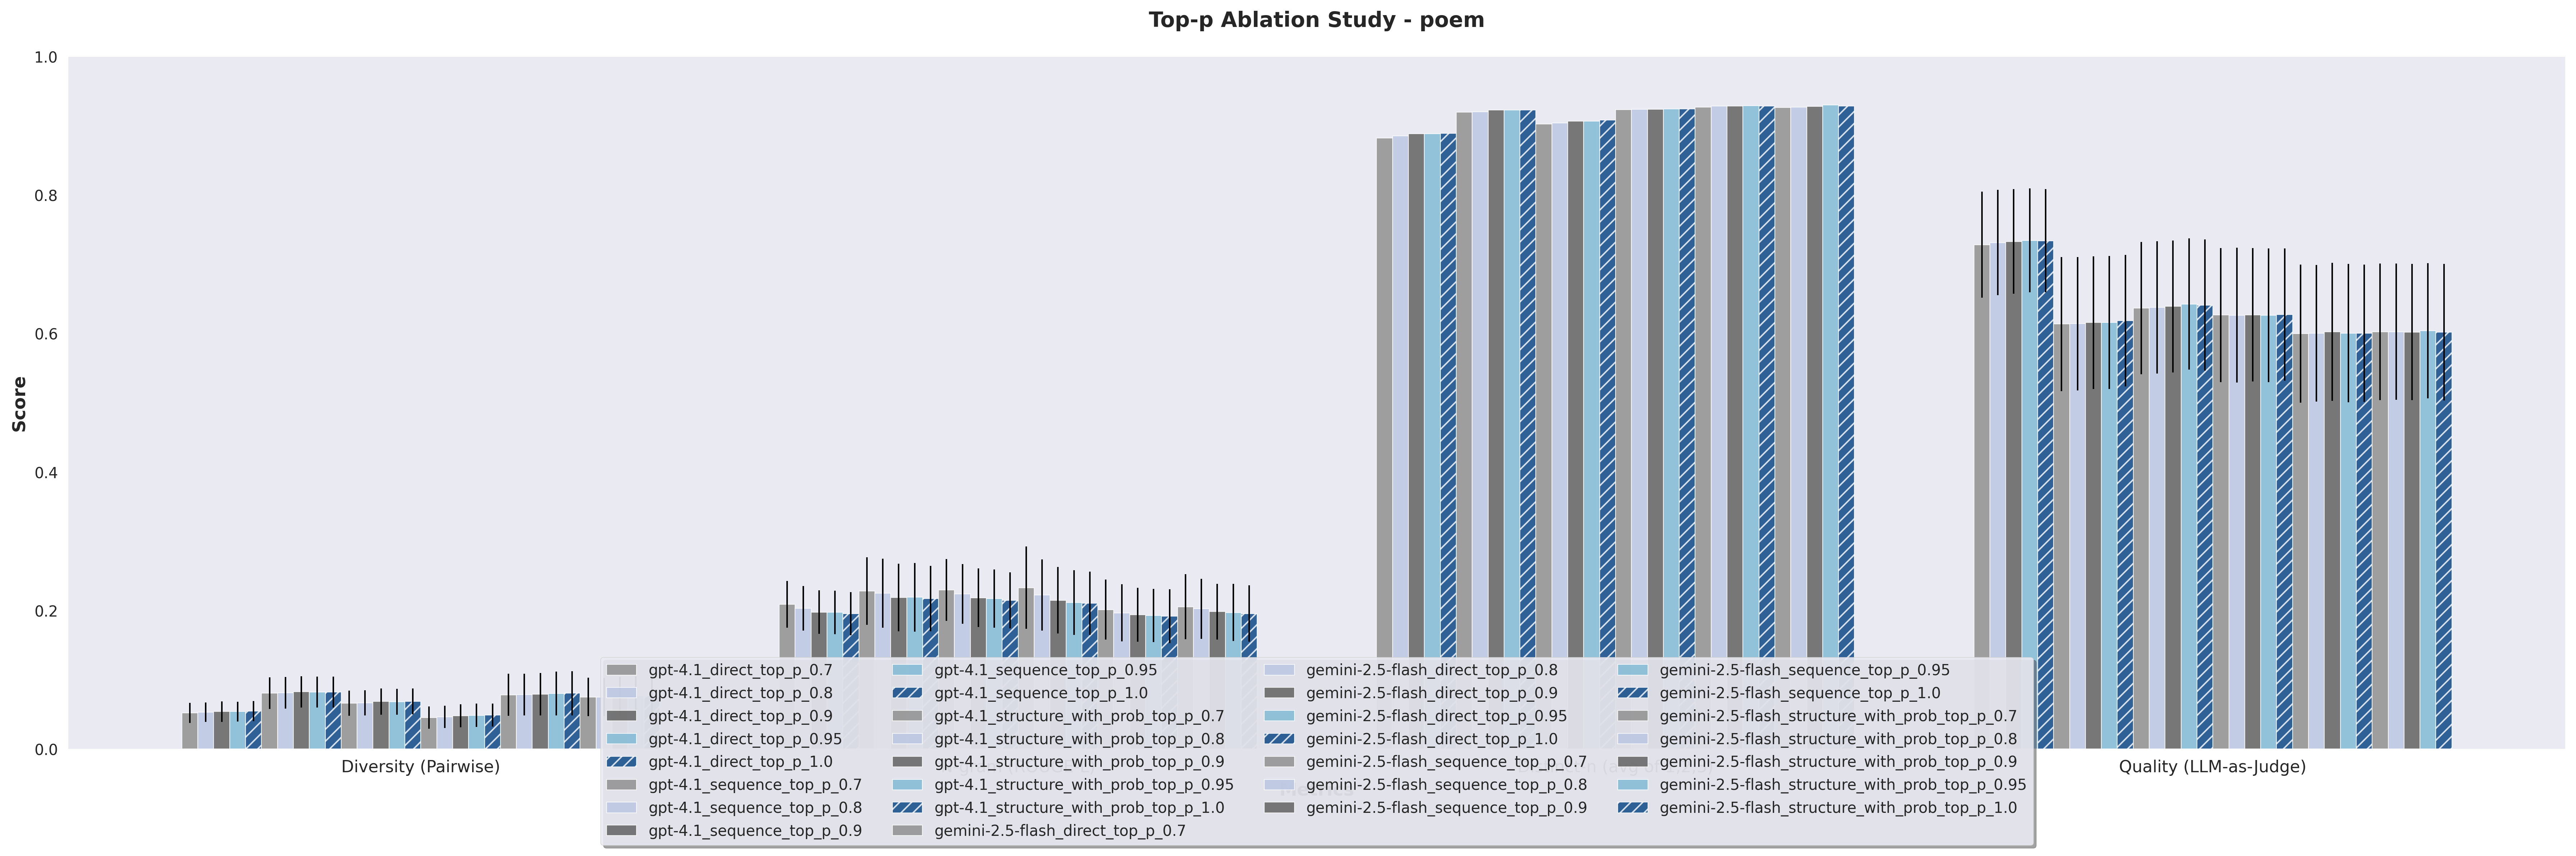 Top-p Ablation Study - poem
1.0
0.8
0.6
0.4
0.2
0.0
Score
Diversity (Pairwise)
Quality (LLM-as-Judge)
Metrics
gpt-4.1_direct_top_p_0.7
gpt-4.1_direct_top_p_0.8
gpt-4.1_direct_top_p_0.9
gpt-4.1_direct_top_p_0.95
gpt-4.1_direct_top_p_1.0
gpt-4.1_sequence_top_p_0.7
gpt-4.1_sequence_top_p_0.8
gpt-4.1_sequence_top_p_0.9
gpt-4.1_sequence_top_p_0.95
gpt-4.1_sequence_top_p_1.0
gpt-4.1_structure_with_prob_top_p_0.7
gpt-4.1_structure_with_prob_top_p_0.8
gpt-4.1_structure_with_prob_top_p_0.9
gpt-4.1_structure_with_prob_top_p_0.95
gpt-4.1_structure_with_prob_top_p_1.0
gemini-2.5-flash_direct_top_p_0.7
gemini-2.5-flash_direct_top_p_0.8
gemini-2.5-flash_direct_top_p_0.9
gemini-2.5-flash_direct_top_p_0.95
gemini-2.5-flash_direct_top_p_1.0
gemini-2.5-flash_sequence_top_p_0.7
gemini-2.5-flash_sequence_top_p_0.8
gemini-2.5-flash_sequence_top_p_0.9
gemini-2.5-flash_sequence_top_p_0.95
gemini-2.5-flash_sequence_top_p_1.0
gemini-2.5-flash_structure_with_prob_top_p_0.7
gemini-2.5-flash_structure_with_prob_top_p_0.8
gemini-2.5-flash_structure_with_prob_top_p_0.9
gemini-2.5-flash_structure_with_prob_top_p_0.95
gemini-2.5-flash_structure_with_prob_top_p_1.0